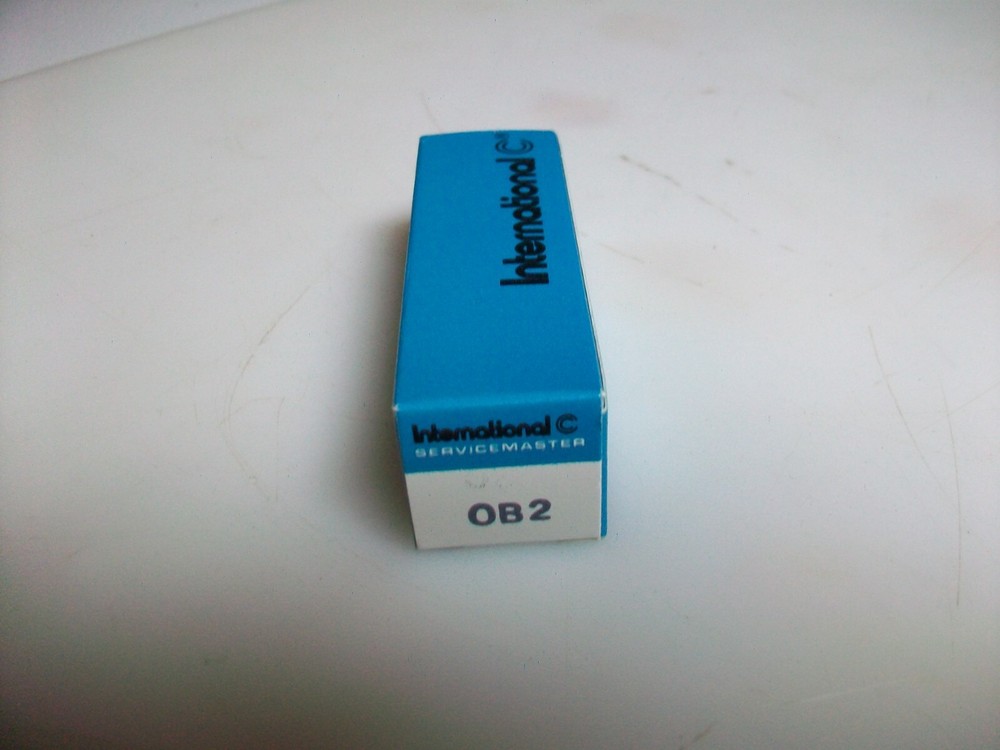 International C
International C
SERVICEMASTER
OB2